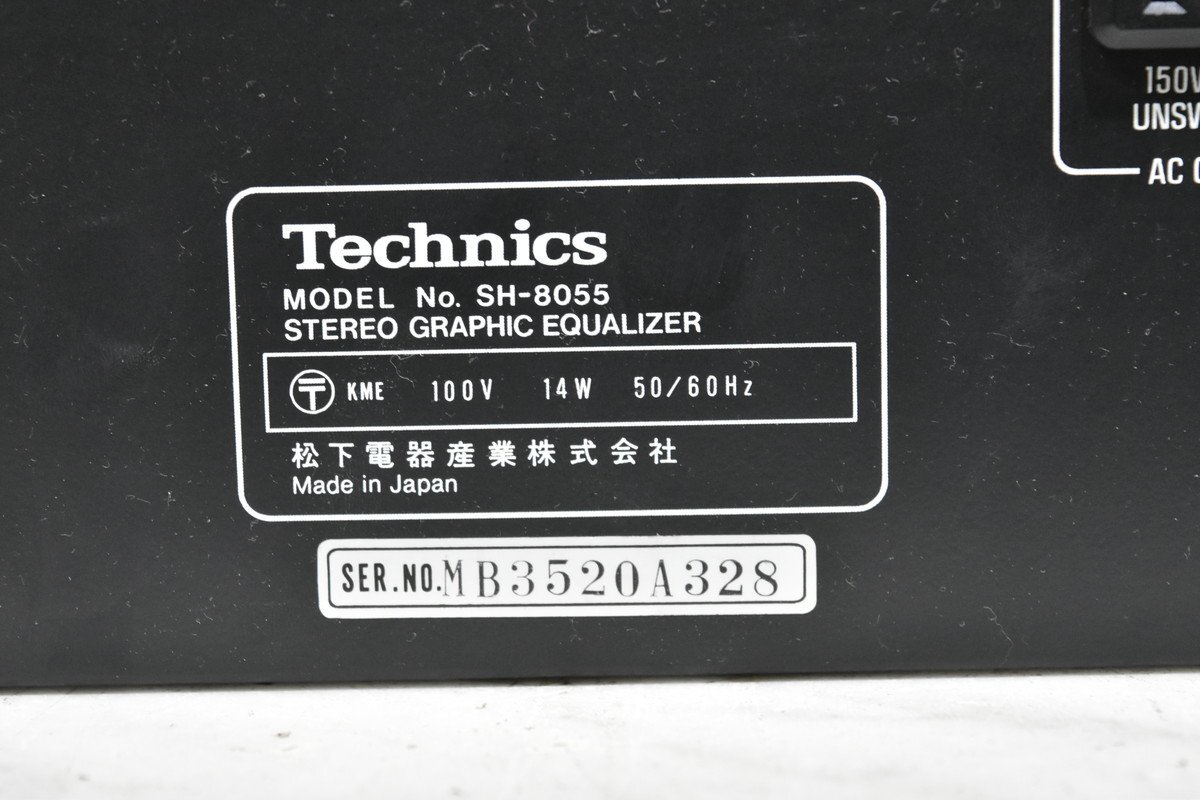 150V
UNSW
AC
Technics
MODEL No. SH-8055
STEREO GRAPHIC EQUALIZER
〒 KME 100V 14W 50/60Hz
松下電器産業株式会社
Made in Japan
SER.NO.MB3520A328